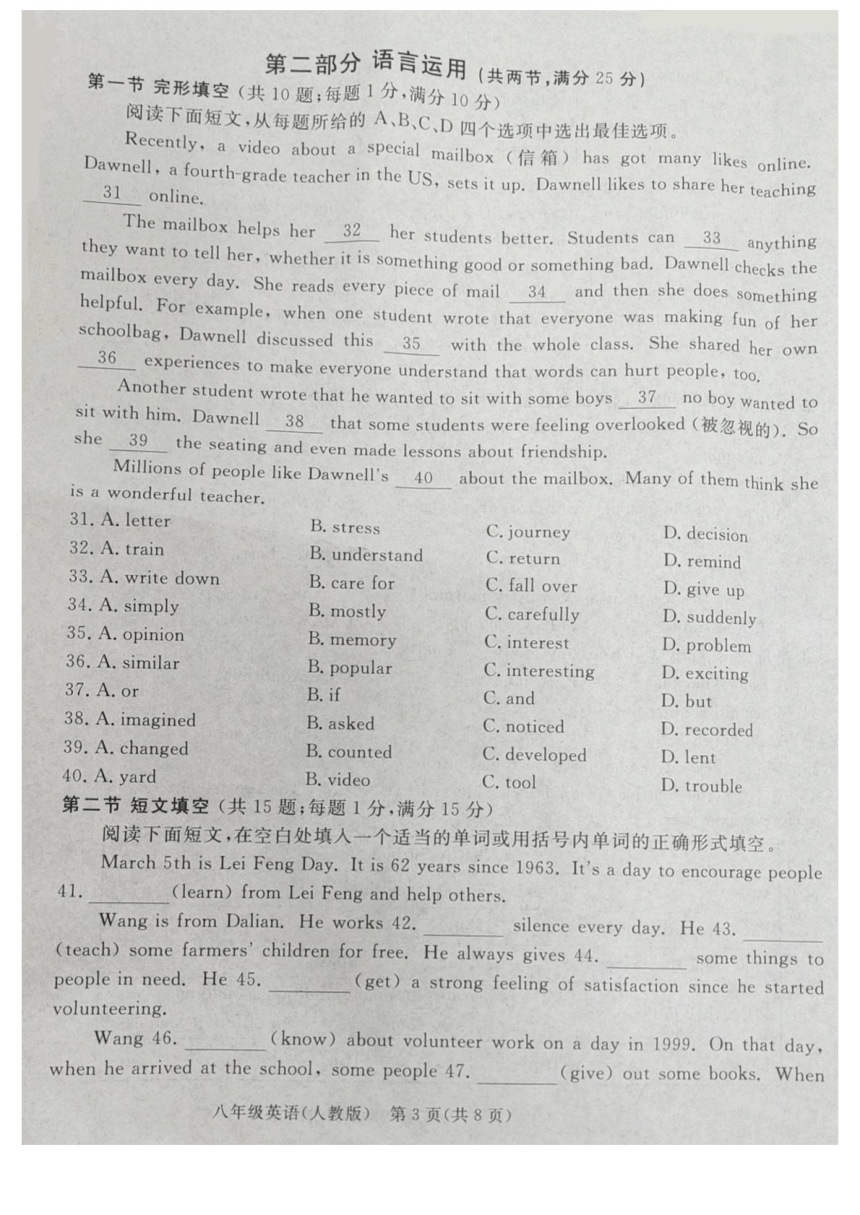 第二部分 语言运用(共两节,满分 25 分)
第一节 完形填空(共 10 题;每题 1 分,满分 10 分)
阅读下面短文,从每题所给的 A、B、C、D 四个选项中选出最佳选项。
Recently, a video about a special mailbox (信箱) has got many likes online.
Dawnell, a fourth-grade teacher in the US, sets it up. Dawnell likes to share her teaching
31 online.
The mailbox helps her 32 her students better. Students can 33 anything
they want to tell her, whether it is something good or something bad. Dawnell checks the
mailbox every day. She reads every piece of mail 34 and then she does something
helpful. For example, when one student wrote that everyone was making fun of her
schoolbag, Dawnell discussed this 35 with the whole class. She shared her own
36 experiences to make everyone understand that words can hurt people, too.
Another student wrote that he wanted to sit with some boys 37 no boy wanted to
sit with him. Dawnell 38 that some students were feeling overlooked (被忽视的). So
she 39 the seating and even made lessons about friendship.
Millions of people like Dawnell's 40 about the mailbox. Many of them think she
is a wonderful teacher.
31. A. letter B. stress C. journey D. decision
32. A. train B. understand C. return D. remind
33. A. write down B. care for C. fall over D. give up
34. A. simply B. mostly C. carefully D. suddenly
35. A. opinion B. memory C. interest D. problem
36. A. similar B. popular C. interesting D. exciting
37. A. or B. if C. and D. but
38. A. imagined B. asked C. noticed D. recorded
39. A. changed B. counted C. developed D. lent
40. A. yard B. video C. tool D. trouble
第二节 短文填空(共 15 题;每题 1 分,满分 15 分)
阅读下面短文,在空白处填入一个适当的单词或用括号内单词的正确形式填空。
March 5th is Lei Feng Day. It is 62 years since 1963. It's a day to encourage people
41. ________ (learn) from Lei Feng and help others.
Wang is from Dalian. He works 42. ________ silence every day. He 43. ________
(teach) some farmers' children for free. He always gives 44. ________ some things to
people in need. He 45. ________ (get) a strong feeling of satisfaction since he started
volunteering.
Wang 46. ________ (know) about volunteer work on a day in 1999. On that day,
when he arrived at the school, some people 47. ________ (give) out some books. When
八年级英语(人教版) 第 3 页(共 8 页)